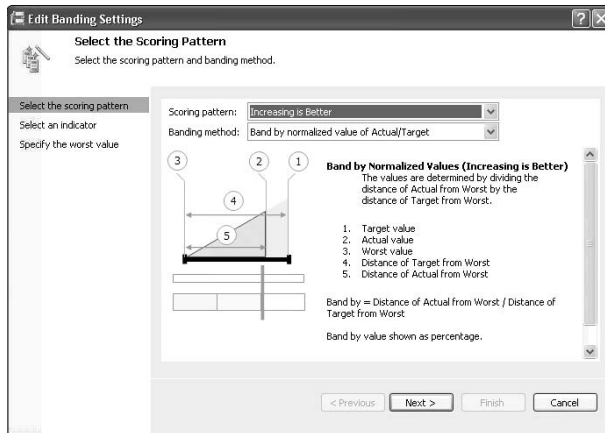 Edit Banding Settings
Select the Scoring Pattern
Select the scoring pattern and banding method.
Select the scoring pattern
Select an indicator
Specify the worst value
Scoring pattern: Increasing is Better
Banding method: Band by normalized value of Actual/Target
3 2 1
4
5
Band by Normalized Values (Increasing is Better)
The values are determined by dividing the
distance of Actual from Worst by the
distance of Target from Worst.
1. Target value
2. Actual value
3. Worst value
4. Distance of Target from Worst
5. Distance of Actual from Worst
Band by = Distance of Actual from Worst / Distance of
Target from Worst
Band by value shown as percentage.
< Previous Next > Finish Cancel